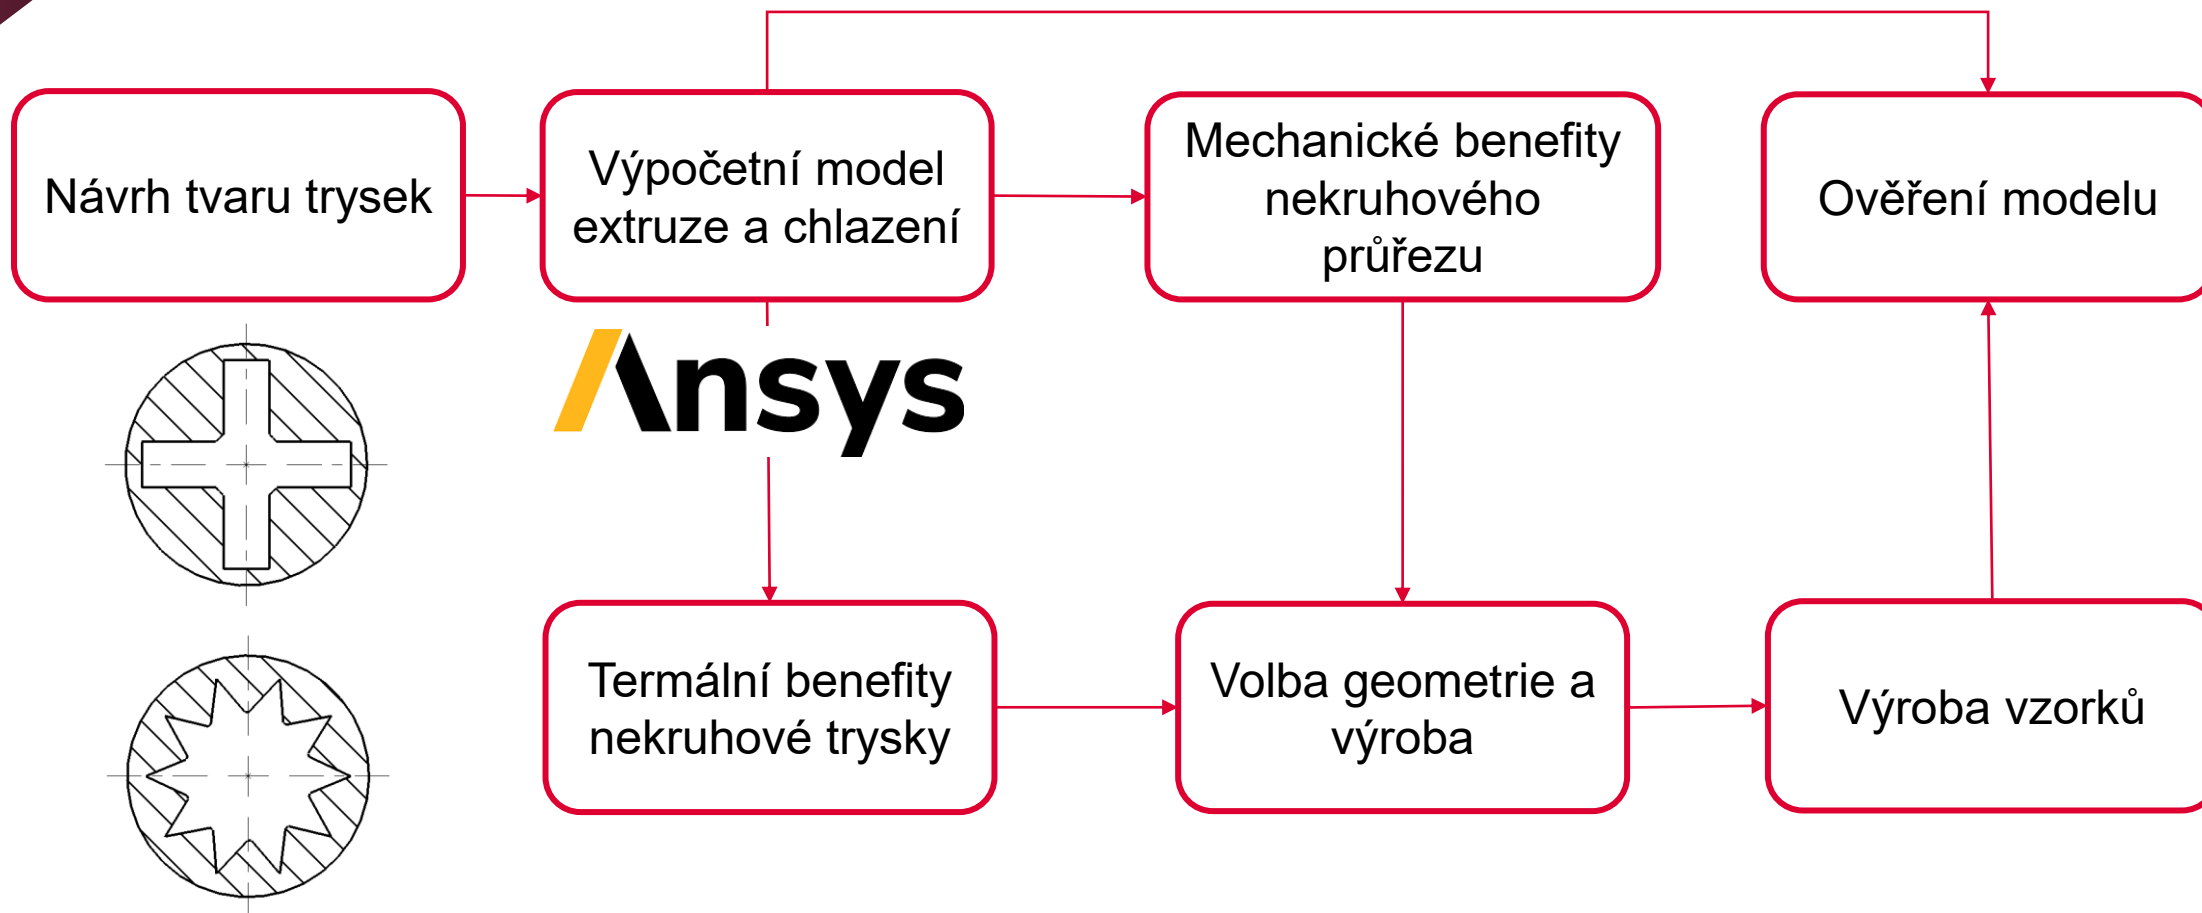 Návrh tvaru trysek
Výpočetní model
extruze a chlazení
Mechanické benefity
nekruhového
průřezu
Ověření modelu
Ansys
Termální benefity
nekruhové trysky
Volba geometrie a
výroba
Výroba vzorků